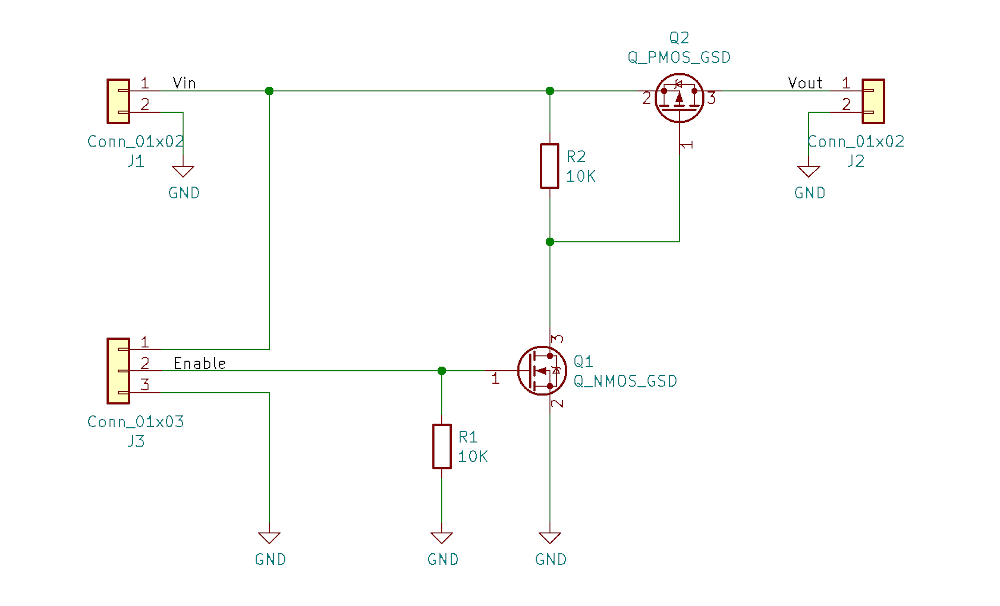 Q2
Q_PMOS_GSD
1
Vin
2
Conn_01x02
J1
GND
2
3
1
Vout
1
2
Conn_01x02
J2
GND
R2
10K
1
2
Enable
3
Conn_01x03
J3
GND
1
3
2
Q1
Q_NMOS_GSD
R1
10K
GND
GND